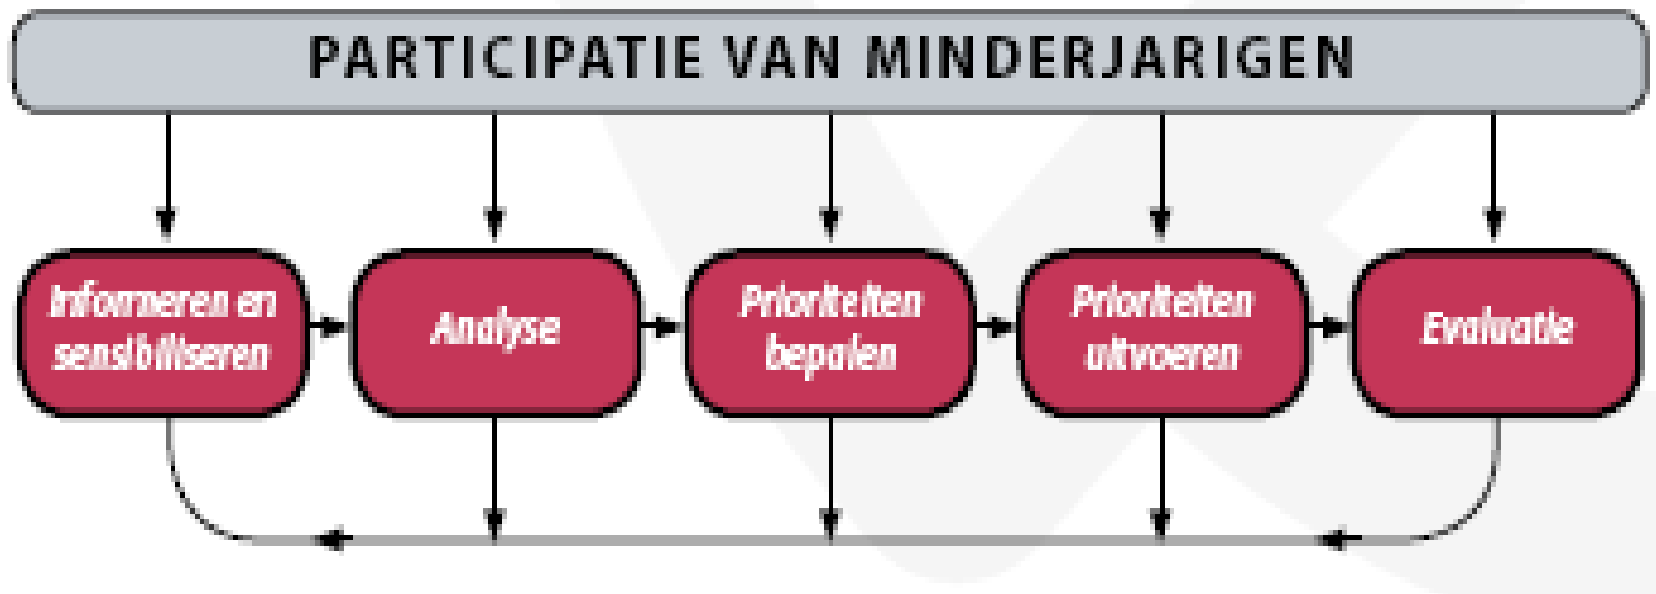 PARTICIPATIE VAN MINDERJARIGEN
Informeren en
sensibiliseren
Analyse
Prioriteiten
bepalen
Prioriteiten
uitvoeren
Evaluatie